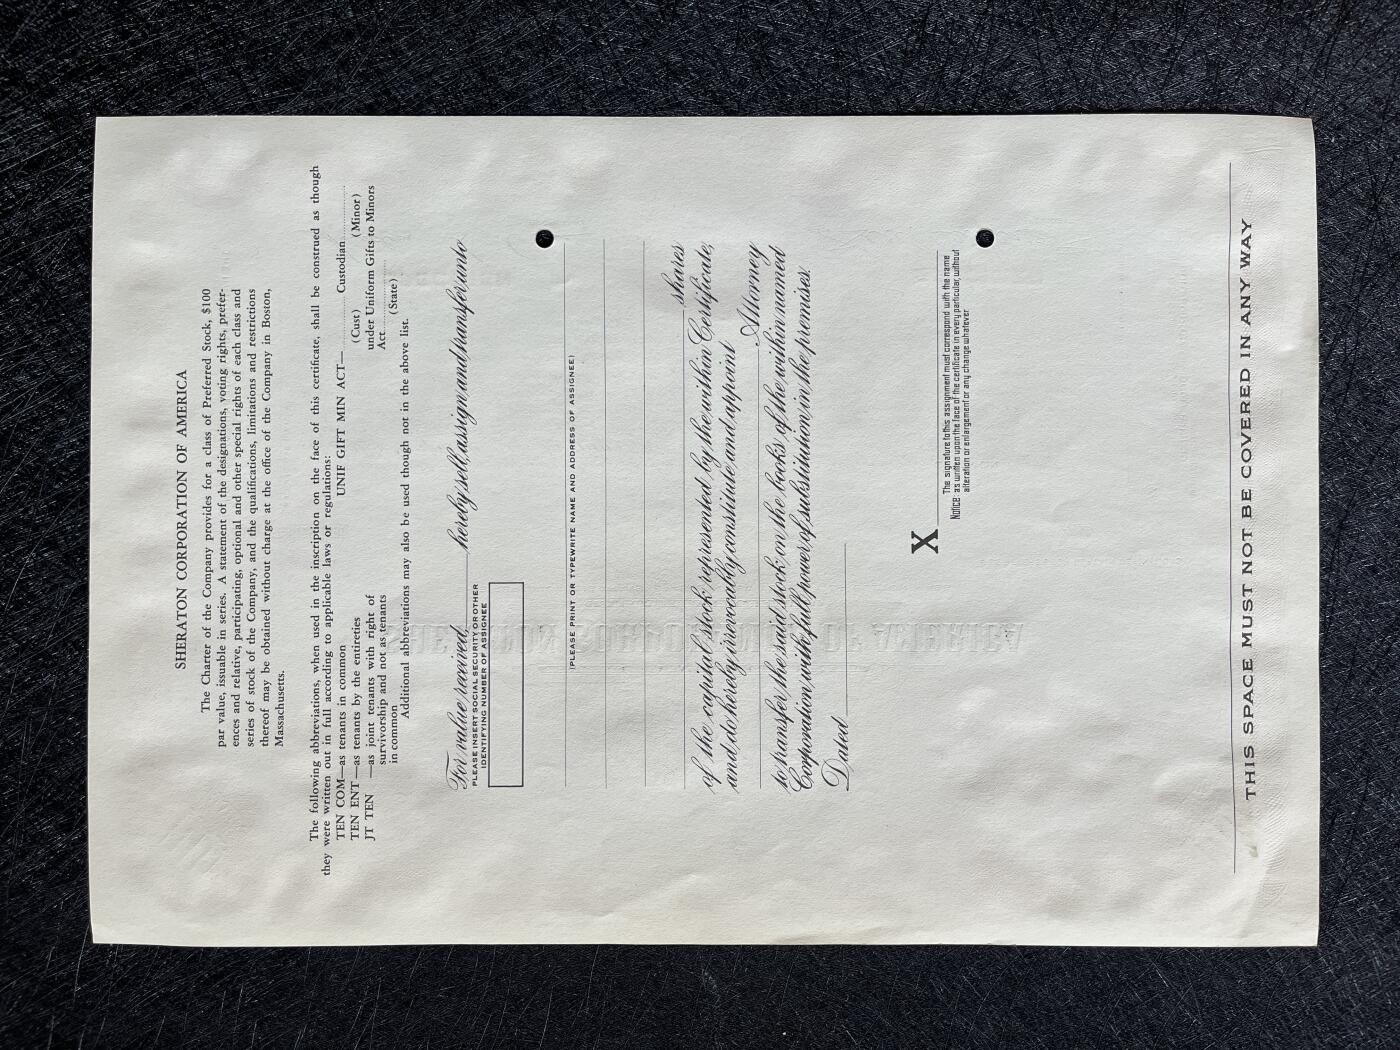 SHERATON CORPORATION OF AMERICA
The Charter of the Company provides for a class of Preferred Stock, $100
par value, issuable in series. A statement of the designations, voting rights, prefer-
ences and relative, participating, optional and other special rights of each class and
series of stock of the Company, and the qualifications, limitations and restrictions
thereof may be obtained without charge at the office of the Company in Boston,
Massachusetts.
The following abbreviations, when used in the inscription on the face of this certificate, shall be construed as though
they were written out in full according to applicable laws or regulations:
TEN COM—as tenants in common UNIF GIFT MIN ACT—............ Custodian............
TEN ENT —as tenants by the entireties (Cust) (Minor)
JT TEN —as joint tenants with right of under Uniform Gifts to Minors
survivorship and not as tenants Act............
in common (State)
Additional abbreviations may also be used though not in the above list.
For value received, hereby sell, assign and transfer unto
PLEASE INSERT SOCIAL SECURITY OR OTHER
IDENTIFYING NUMBER OF ASSIGNEE
(PLEASE PRINT OR TYPEWRITE NAME AND ADDRESS OF ASSIGNEE)
shares
of the capital stock represented by the within Certificate,
and do hereby irrevocably constitute and appoint
Attorney
to transfer the said stock on the books of the within named
Corporation, with full power of substitution in the premises.
Dated
X
NOTICE: The signature to this assignment must correspond with the name
as written upon the face of the certificate in every particular, without
alteration or enlargement or any change whatever.
SHERATON CORPORATION OF AMERICA
THIS SPACE MUST NOT BE COVERED IN ANY WAY